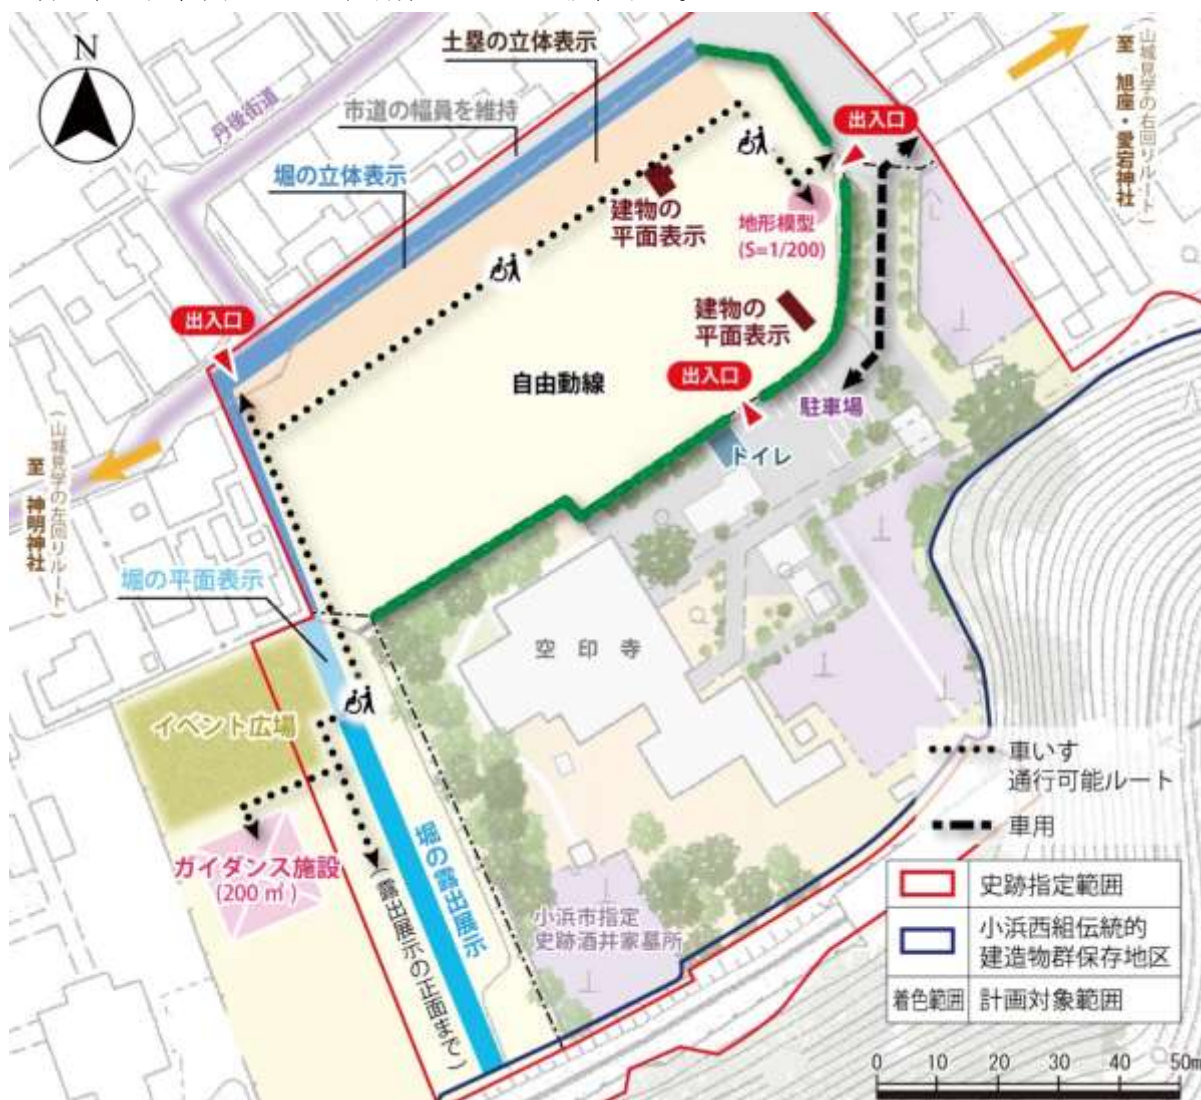 N
土塁の立体表示
市道の幅員を維持
堀の立体表示
丹後街道
(山城見学の右回りルート)
至 旭座・愛宕神社
出入口
建物の
平面表示
地形模型
(S=1/200)
出入口
建物の
平面表示
出入口
自由動線
駐車場
トイレ
(山城見学の左回りルート)
至 神明神社
堀の平面表示
空印寺
イベント広場
車いす
通行可能ルート
車用
ガイダンス施設
(200㎡)
堀の露出展示
(露出展示の正面まで)
小浜市指定
史跡酒井家墓所
史跡指定範囲
小浜西組伝統的
建造物群保存地区
着色範囲 計画対象範囲
0 10 20 30 40 50m